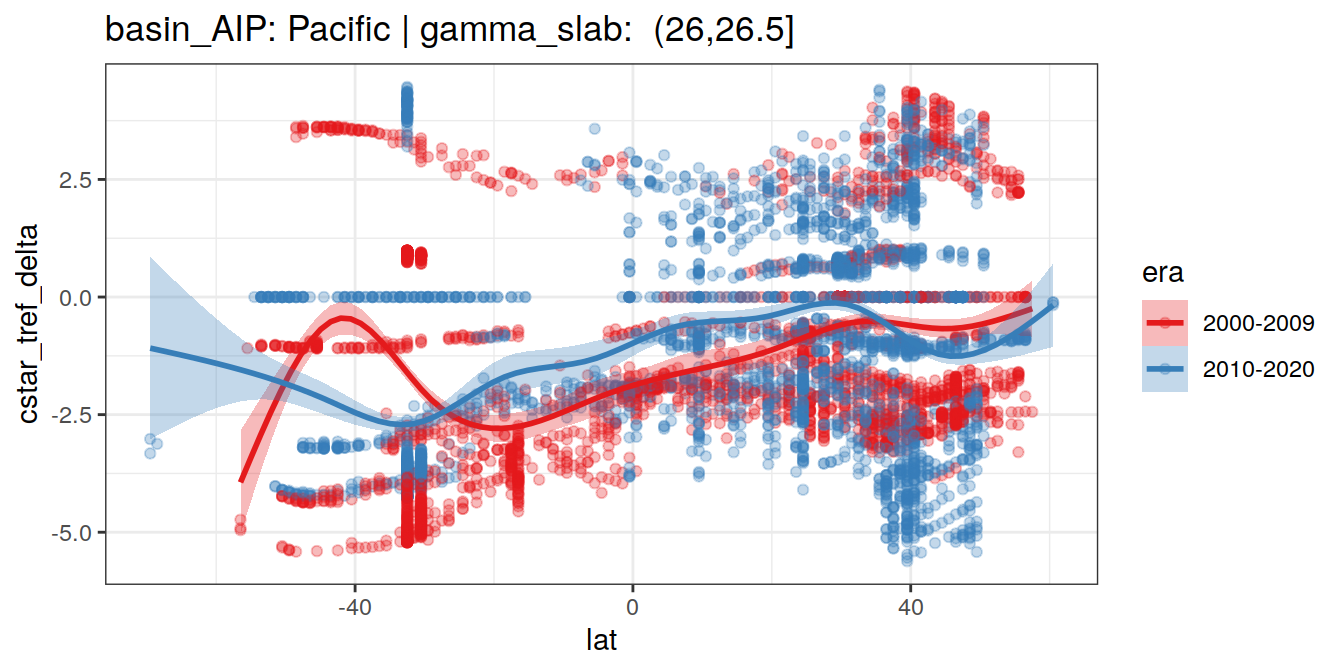 basin_AIP: Pacific | gamma_slab:  (26,26.5]
cstar_tref_delta
2.5
0.0
-2.5
-5.0
-40
0
40
lat
era
2000-2009
2010-2020